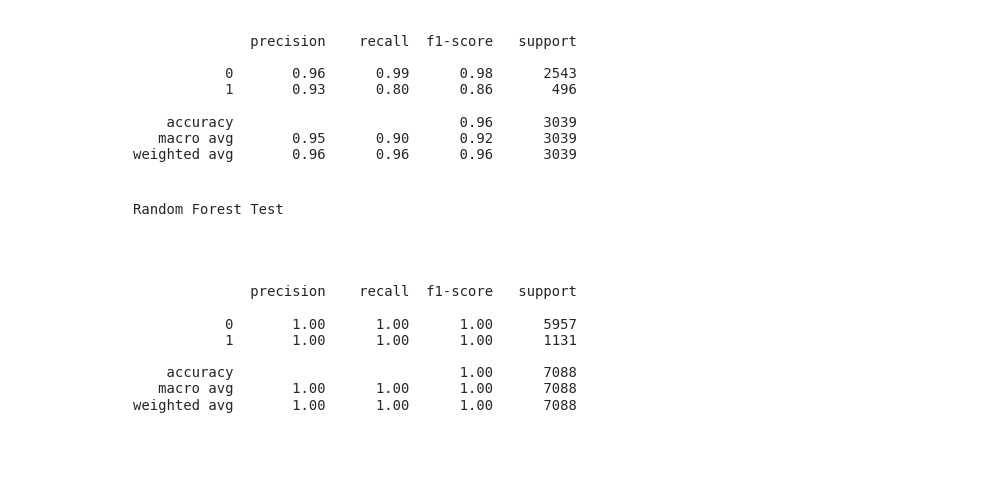 precision recall f1-score support
0 0.96 0.99 0.98 2543
1 0.93 0.80 0.86 496
accuracy 0.96 3039
macro avg 0.95 0.90 0.92 3039
weighted avg 0.96 0.96 0.96 3039
Random Forest Test
precision recall f1-score support
0 1.00 1.00 1.00 5957
1 1.00 1.00 1.00 1131
accuracy 1.00 7088
macro avg 1.00 1.00 1.00 7088
weighted avg 1.00 1.00 1.00 7088